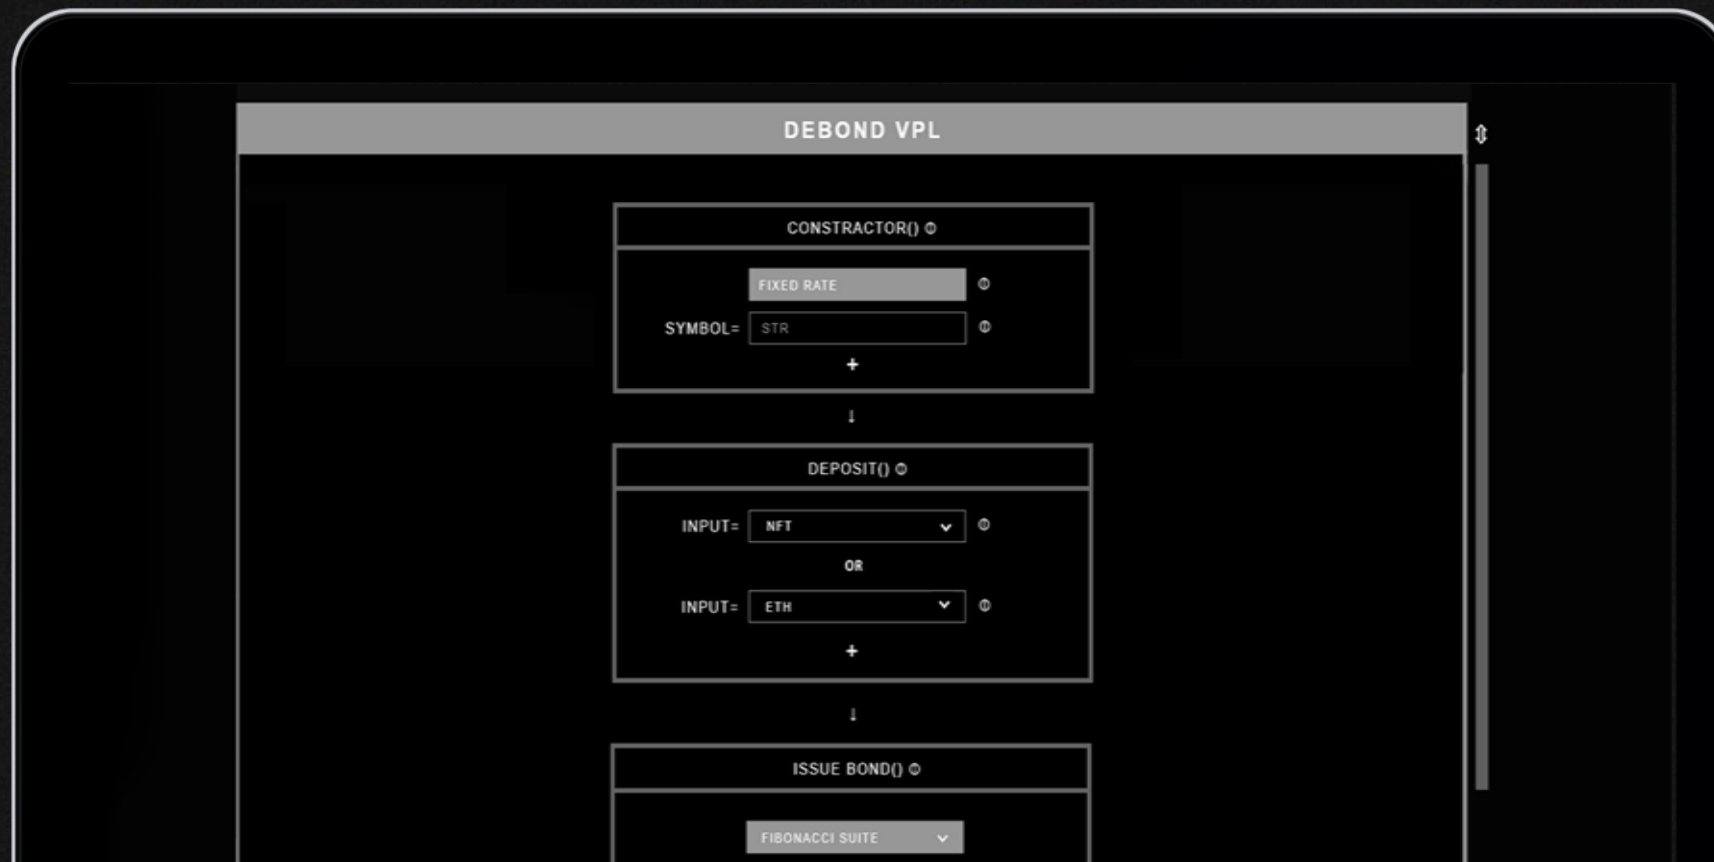 DEBOND VPL
CONSTRACTOR()
FIXED RATE
SYMBOL= STR
+
↓
DEPOSIT()
INPUT= NFT
OR
INPUT= ETH
+
↓
ISSUE BOND()
FIBONACCI SUITE